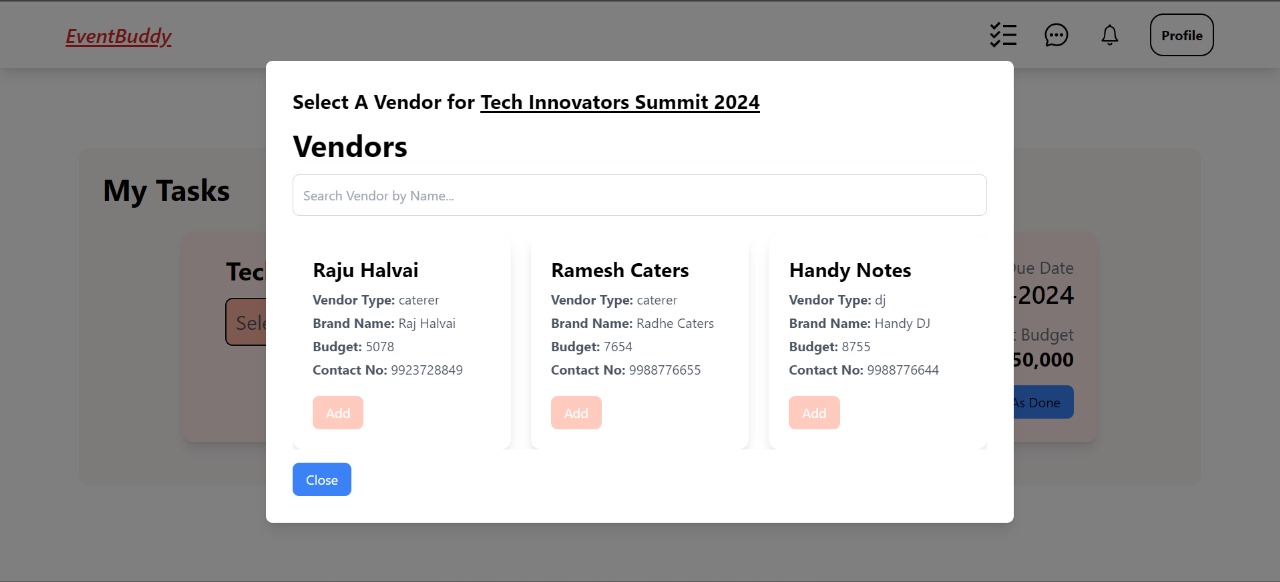 EventBuddy
Profile
Select A Vendor for Tech Innovators Summit 2024
Vendors
Search Vendor by Name...
My Tasks
Raju Halvai
Vendor Type: caterer
Brand Name: Raj Halvai
Budget: 5078
Contact No: 9923728849
Add
Ramesh Caters
Vendor Type: caterer
Brand Name: Radhe Caters
Budget: 7654
Contact No: 9988776655
Add
Handy Notes
Vendor Type: dj
Brand Name: Handy DJ
Budget: 8755
Contact No: 9988776644
Add
Due Date
-2024
Budget
50,000
As Done
Close